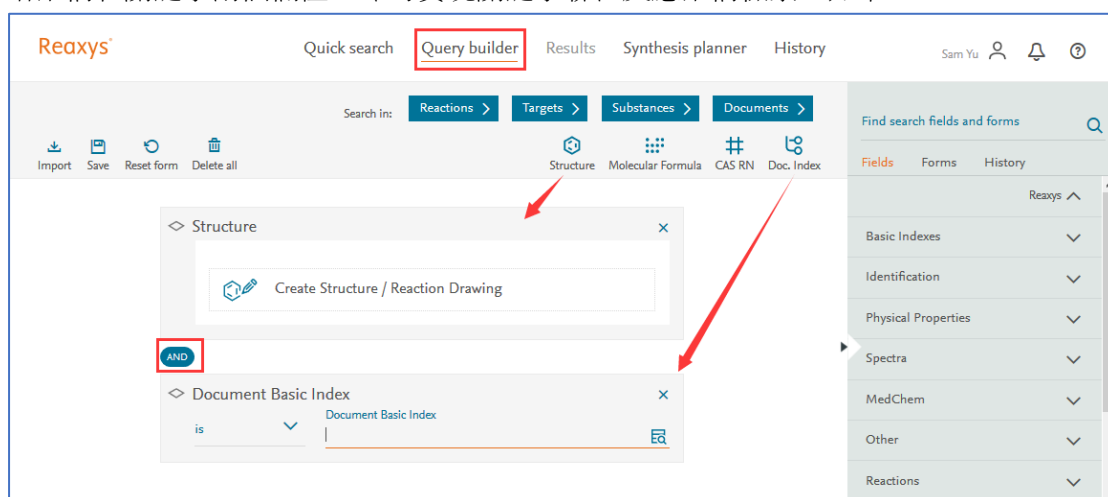 Reaxys
Quick search Query builder Results Synthesis planner History Sam Yu
Search in: Reactions > Targets > Substances > Documents >
Import Save Reset form Delete all Structure Molecular Formula CAS RN Doc. Index
Find search fields and forms
Fields Forms History
Reaxys
Structure
Create Structure / Reaction Drawing
AND
Document Basic Index
is
Document Basic Index
Basic Indexes
Identification
Physical Properties
Spectra
MedChem
Other
Reactions